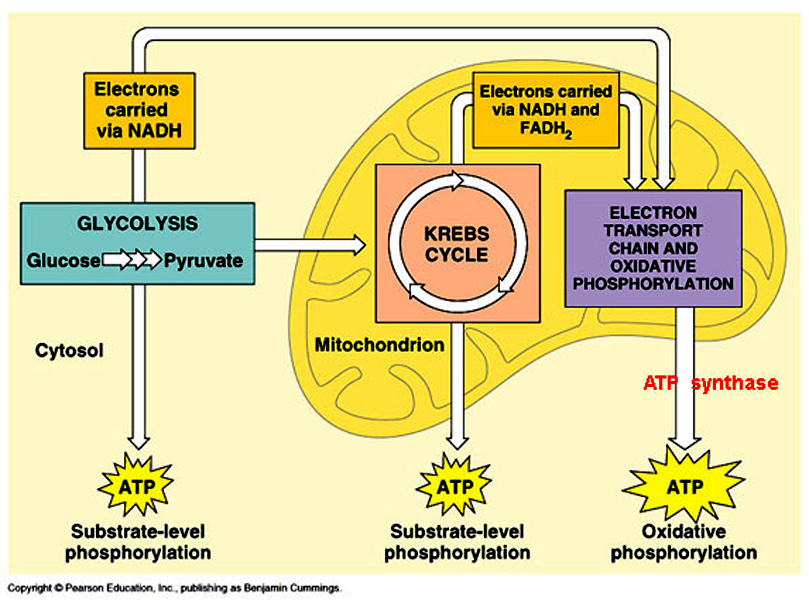 Electrons
carried
via NADH
Electrons carried
via NADH and
FADH₂
GLYCOLYSIS
Glucose Pyruvate
KREBS
CYCLE
ELECTRON
TRANSPORT
CHAIN AND
OXIDATIVE
PHOSPHORYLATION
Cytosol
Mitochondrion
ATP synthase
ATP
ATP
ATP
Substrate-level
phosphorylation
Substrate-level
phosphorylation
Oxidative
phosphorylation
Copyright © Pearson Education, Inc., publishing as Benjamin Cummings.